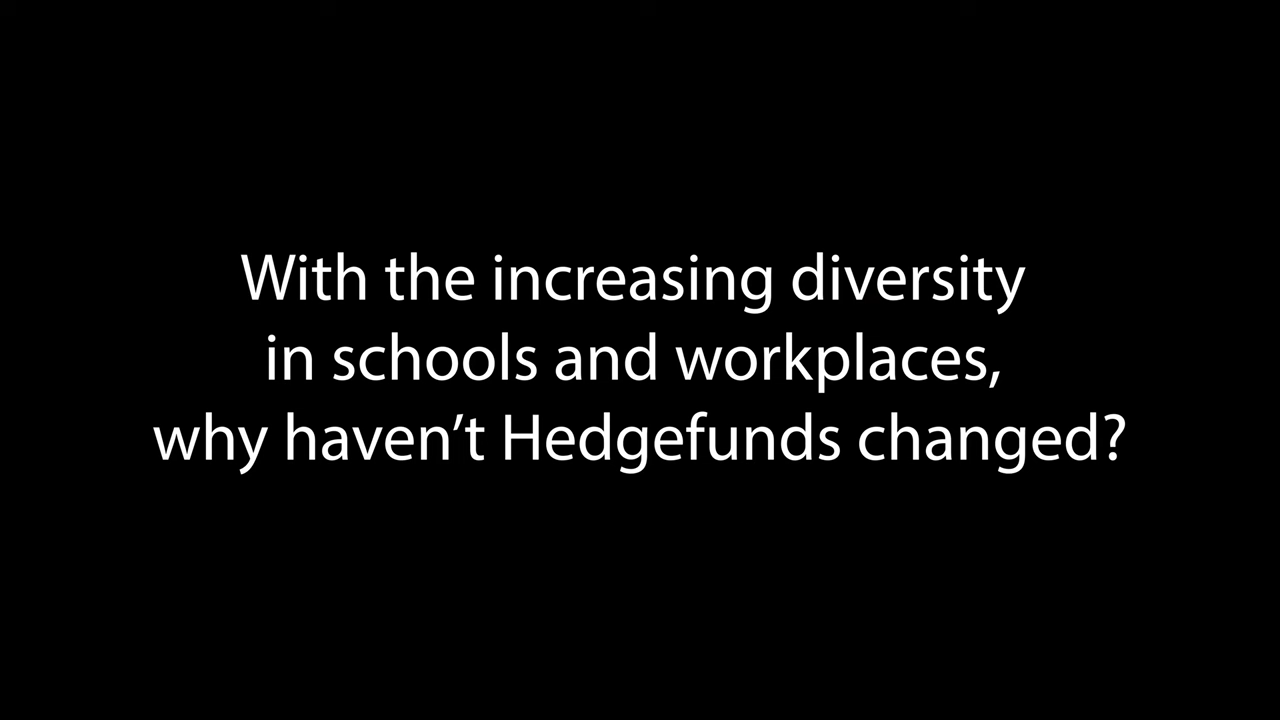 With the increasing diversity
in schools and workplaces,
why haven’t Hedgefunds changed?